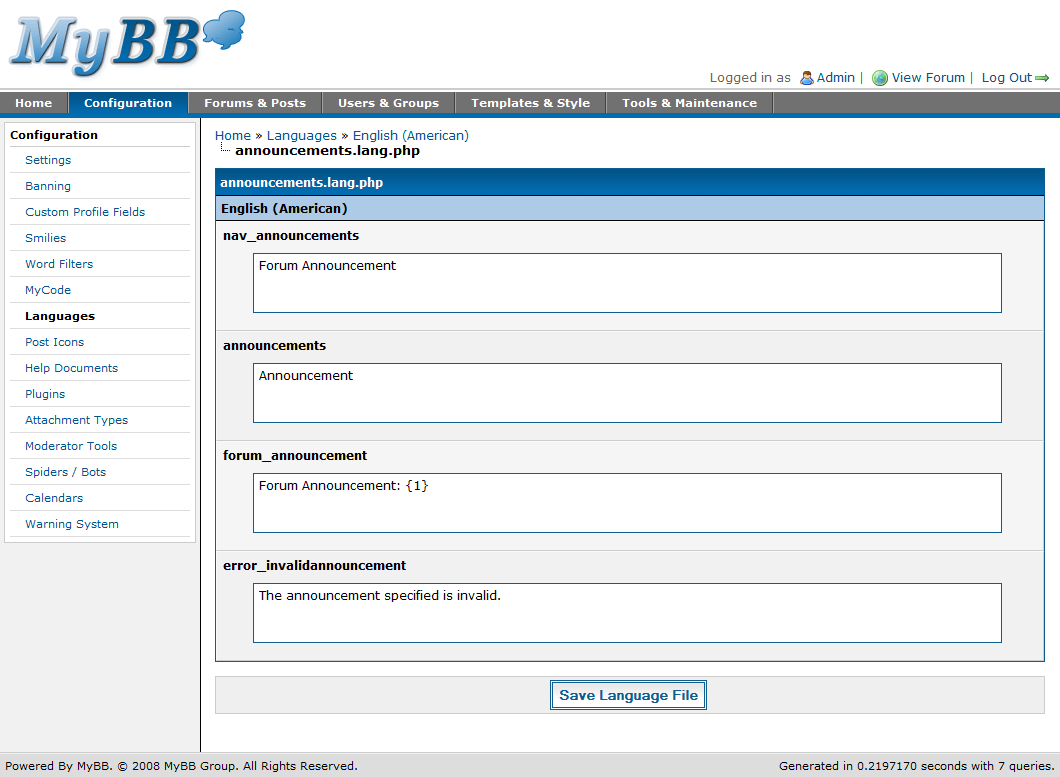 MyBB
Logged in as Admin | View Forum | Log Out
Home Configuration Forums & Posts Users & Groups Templates & Style Tools & Maintenance
Configuration
Settings
Banning
Custom Profile Fields
Smilies
Word Filters
MyCode
Languages
Post Icons
Help Documents
Plugins
Attachment Types
Moderator Tools
Spiders / Bots
Calendars
Warning System
Home » Languages » English (American)
announcements.lang.php
announcements.lang.php
English (American)
nav_announcements
Forum Announcement
announcements
Announcement
forum_announcement
Forum Announcement: {1}
error_invalidannouncement
The announcement specified is invalid.
Save Language File
Powered By MyBB. © 2008 MyBB Group. All Rights Reserved.
Generated in 0.2197170 seconds with 7 queries.